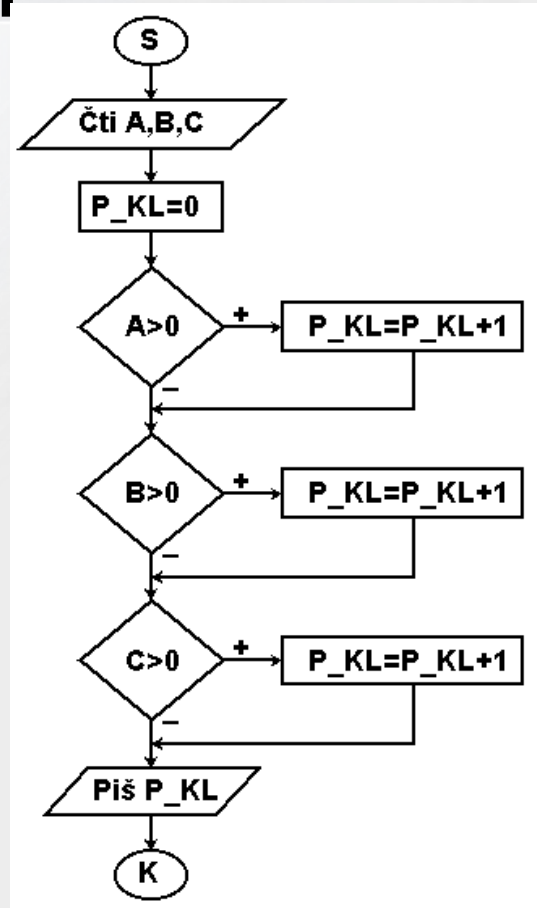 S
Čti A,B,C
P_KL=0
A>0
+
P_KL=P_KL+1
–
B>0
+
P_KL=P_KL+1
–
C>0
+
P_KL=P_KL+1
–
Piš P_KL
K